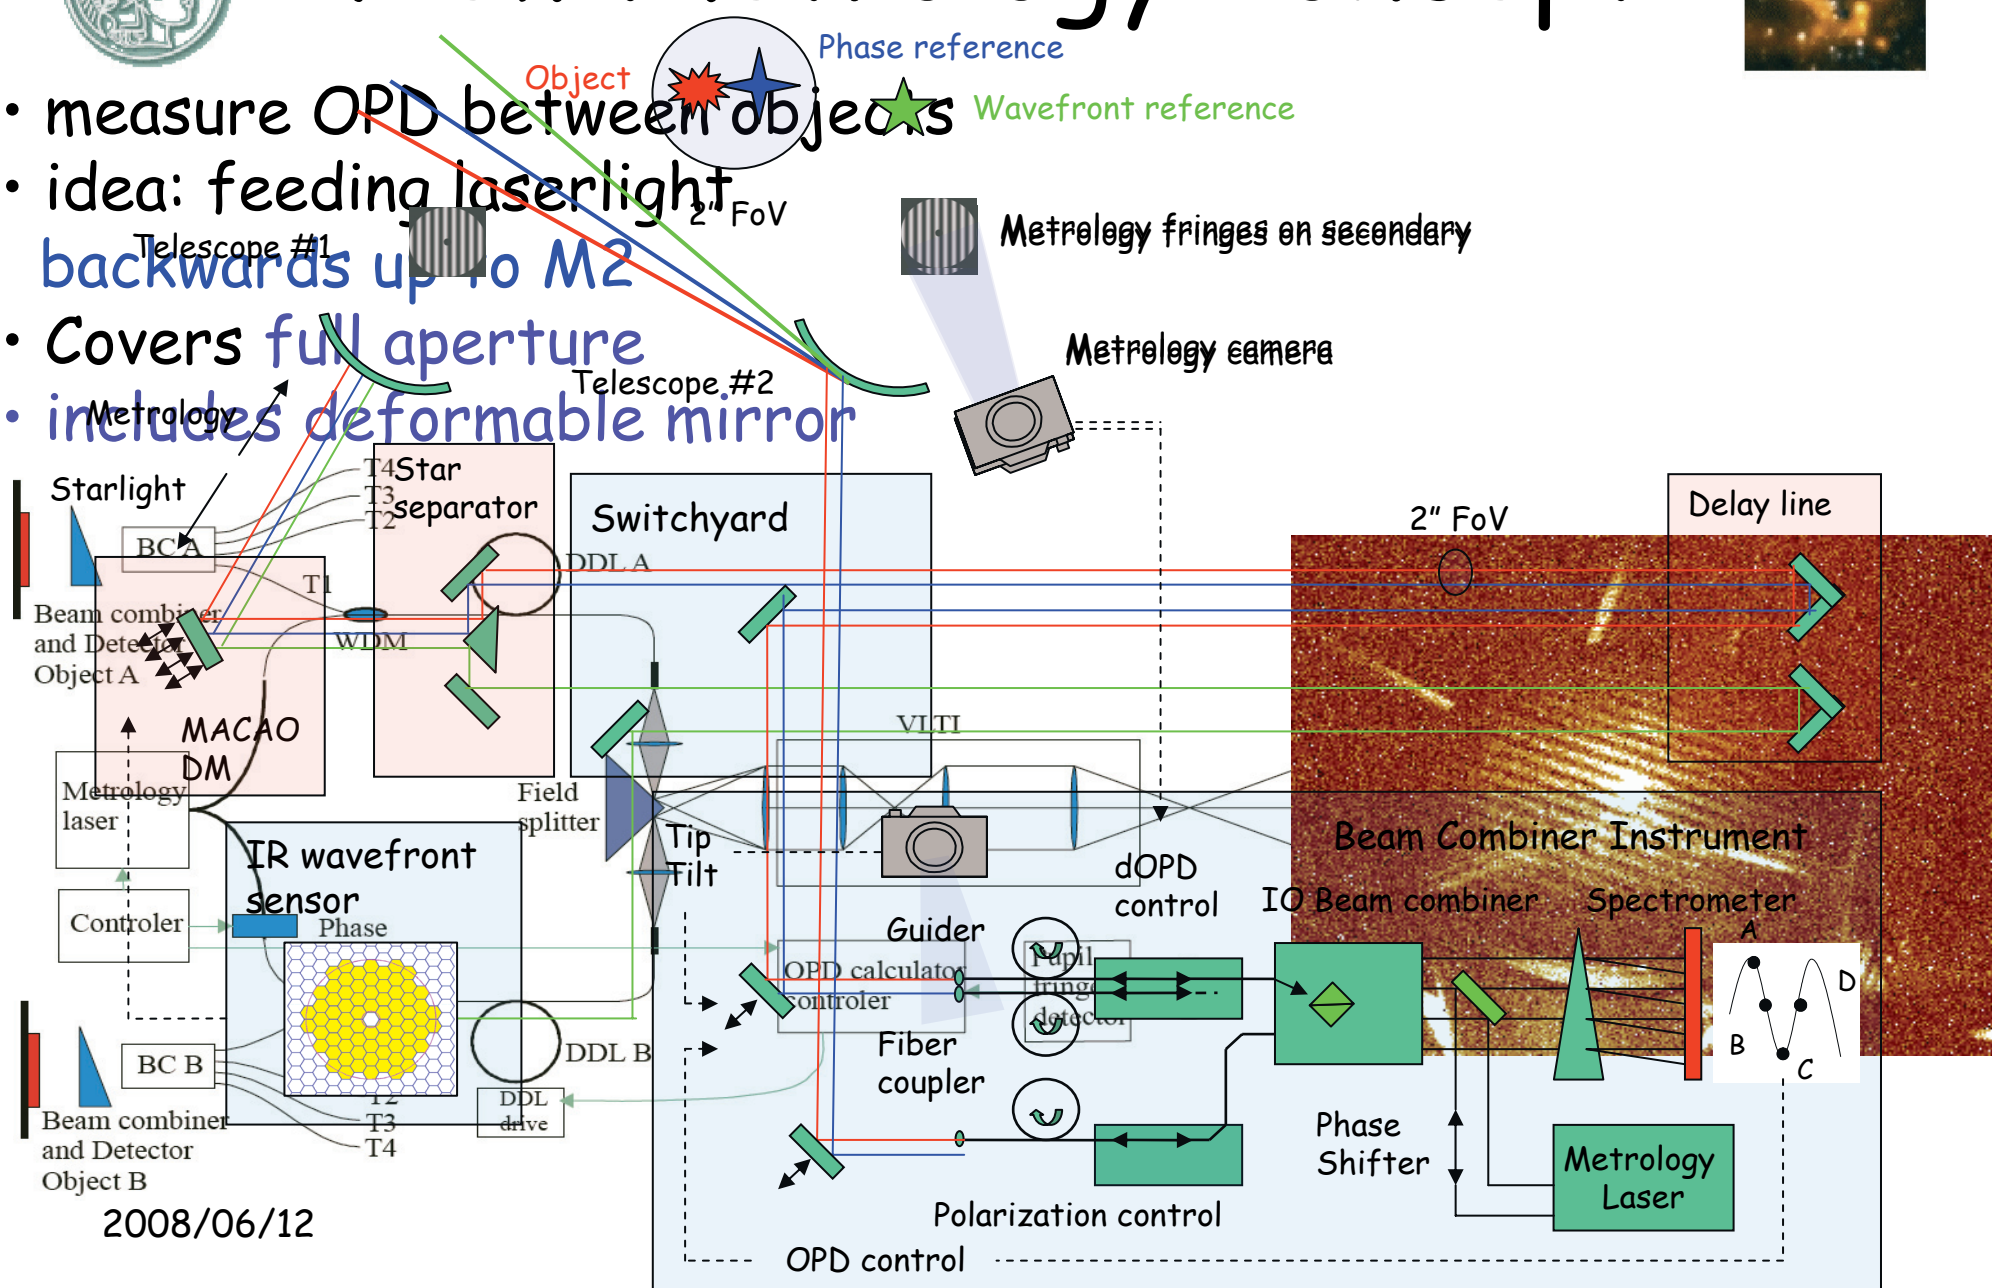 Phase reference
Object
Wavefront reference
• measure OPD between objects
• idea: feeding laserlight
backwards up to M2
• Covers full aperture
• includes deformable mirror
2" FoV
Telescope #1
Metrology fringes on secondary
Metrology camera
Telescope #2
Metrology
Starlight
T4
T3
T2
Star
separator
Switchyard
2" FoV
Delay line
BC A
T1
DDL A
WDM
Beam combiner
and Detector
Object A
MACAO
DM
VLTI
Metrology
laser
Field
splitter
Tip
Tilt
IR wavefront
sensor
Beam Combiner Instrument
dOPD
control
IO Beam combiner
Spectrometer
Controler
Phase
Guider
OPD calculator
controler
Pupil
fringe
detector
A
D
B
C
Fiber
coupler
BC B
DDL B
DDL
drive
T2
T3
T4
Beam combiner
and Detector
Object B
Phase
Shifter
Metrology
Laser
Polarization control
OPD control
2008/06/12